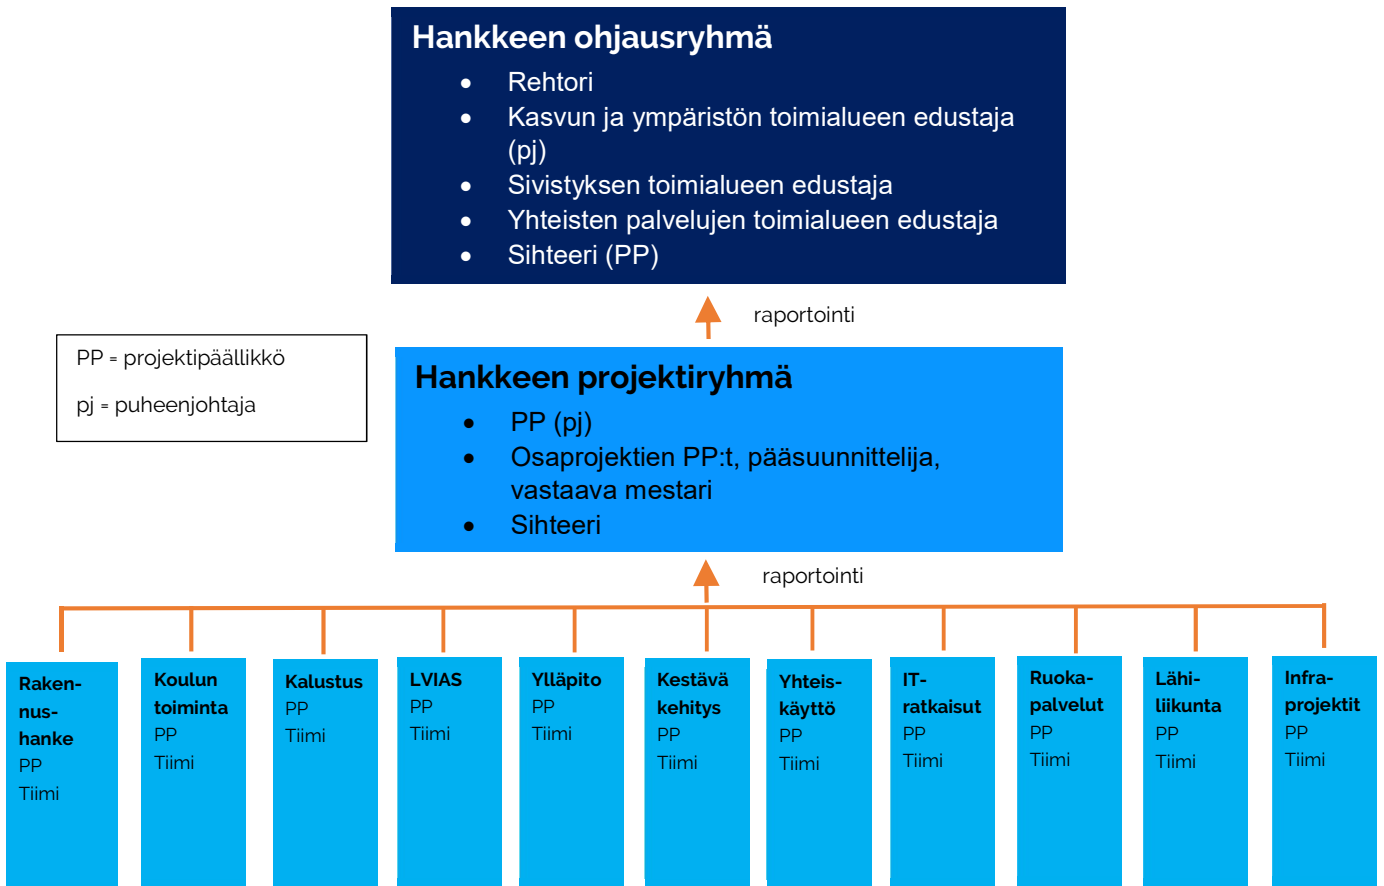 Hankkeen ohjausryhmä
• Rehtori
• Kasvun ja ympäristön toimialueen edustaja
(pj)
• Sivistyksen toimialueen edustaja
• Yhteisten palvelujen toimialueen edustaja
• Sihteeri (PP)
raportointi
PP = projektipäällikkö
pj = puheenjohtaja
Hankkeen projektiryhmä
• PP (pj)
• Osaprojektien PP:t, pääsuunnittelija,
vastaava mestari
• Sihteeri
raportointi
Raken-
nus-
hanke
PP
Tiimi
Koulun
toiminta
PP
Tiimi
Kalustus
PP
Tiimi
LVIAS
PP
Tiimi
Ylläpito
PP
Tiimi
Kestävä
kehitys
PP
Tiimi
Yhteis-
käyttö
PP
Tiimi
IT-
ratkaisut
PP
Tiimi
Ruoka-
palvelut
PP
Tiimi
Lähi-
liikunta
PP
Tiimi
Infra-
projektit
PP
Tiimi